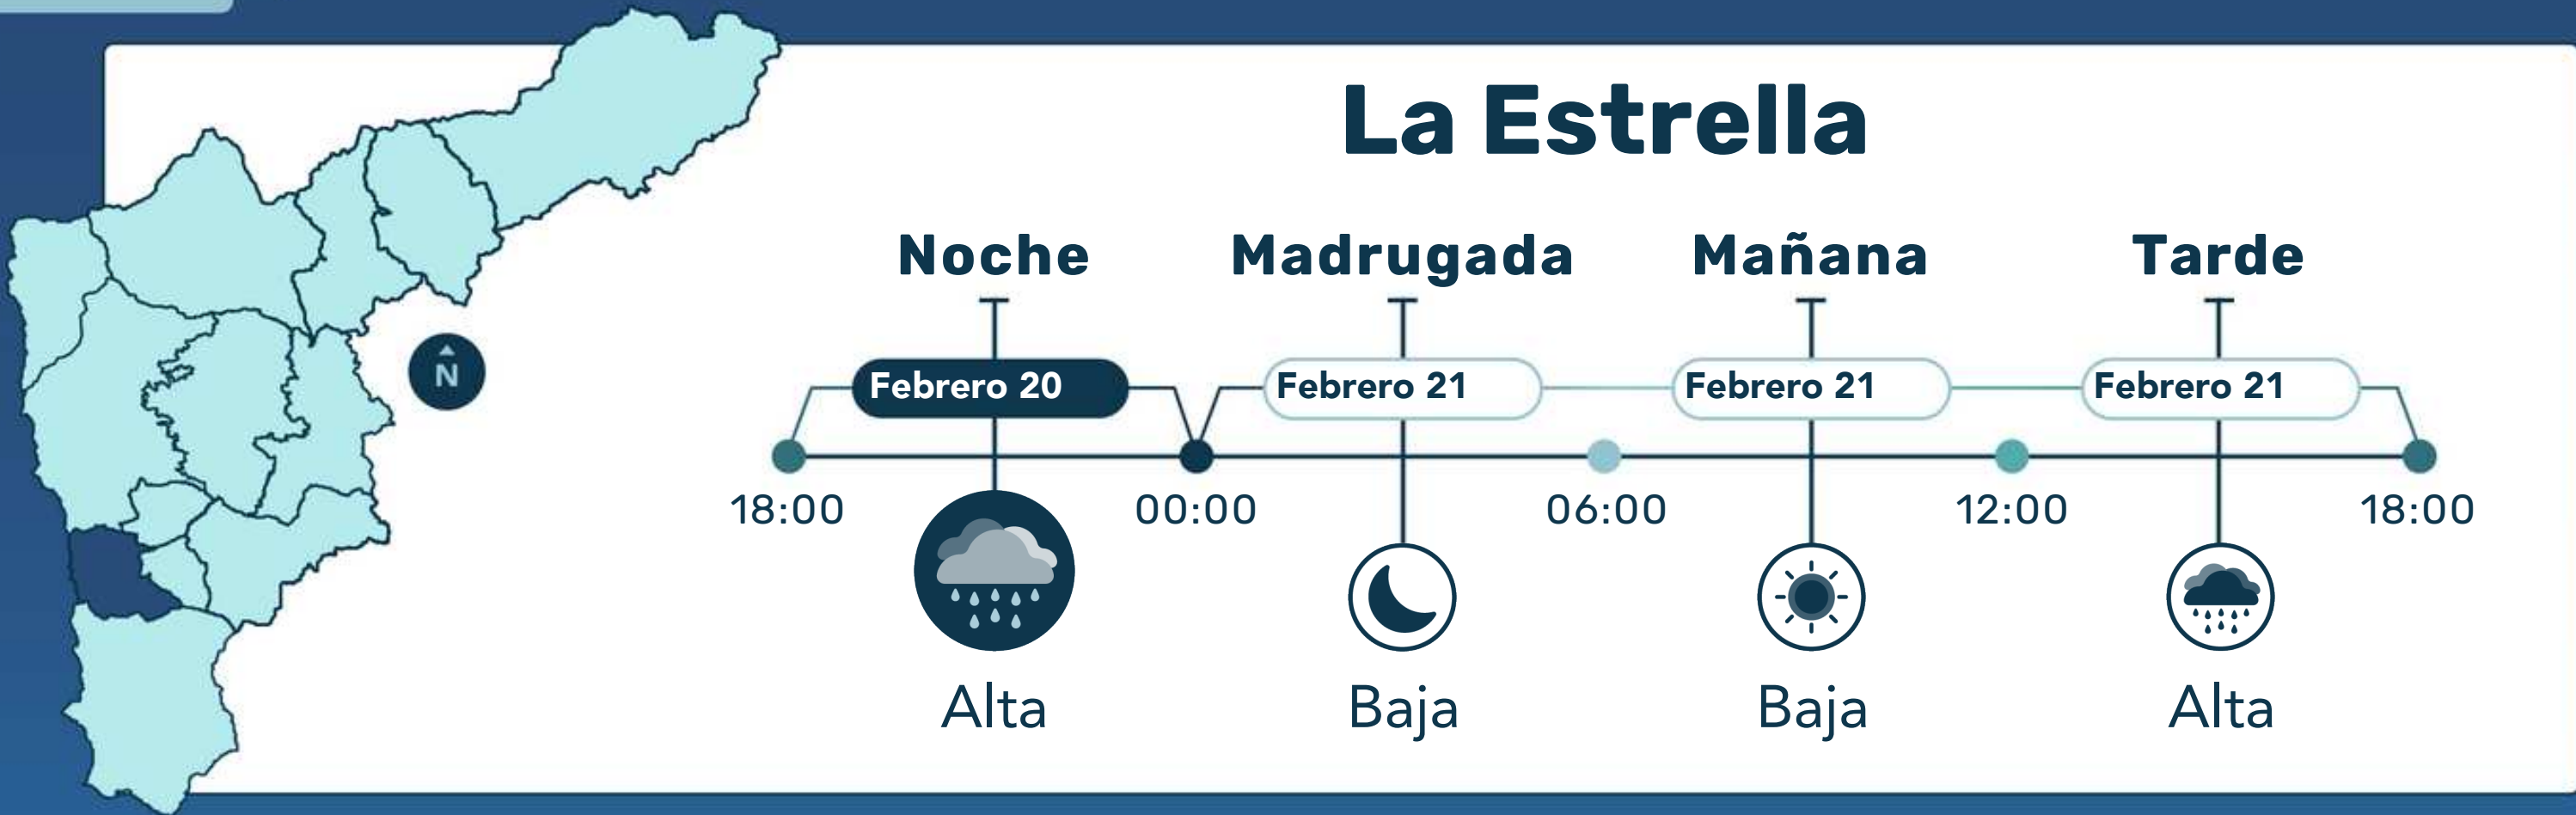 La Estrella
Noche Madrugada Mañana Tarde
Febrero 20 Febrero 21 Febrero 21 Febrero 21
N
18:00 00:00 06:00 12:00 18:00
Alta Baja Baja Alta